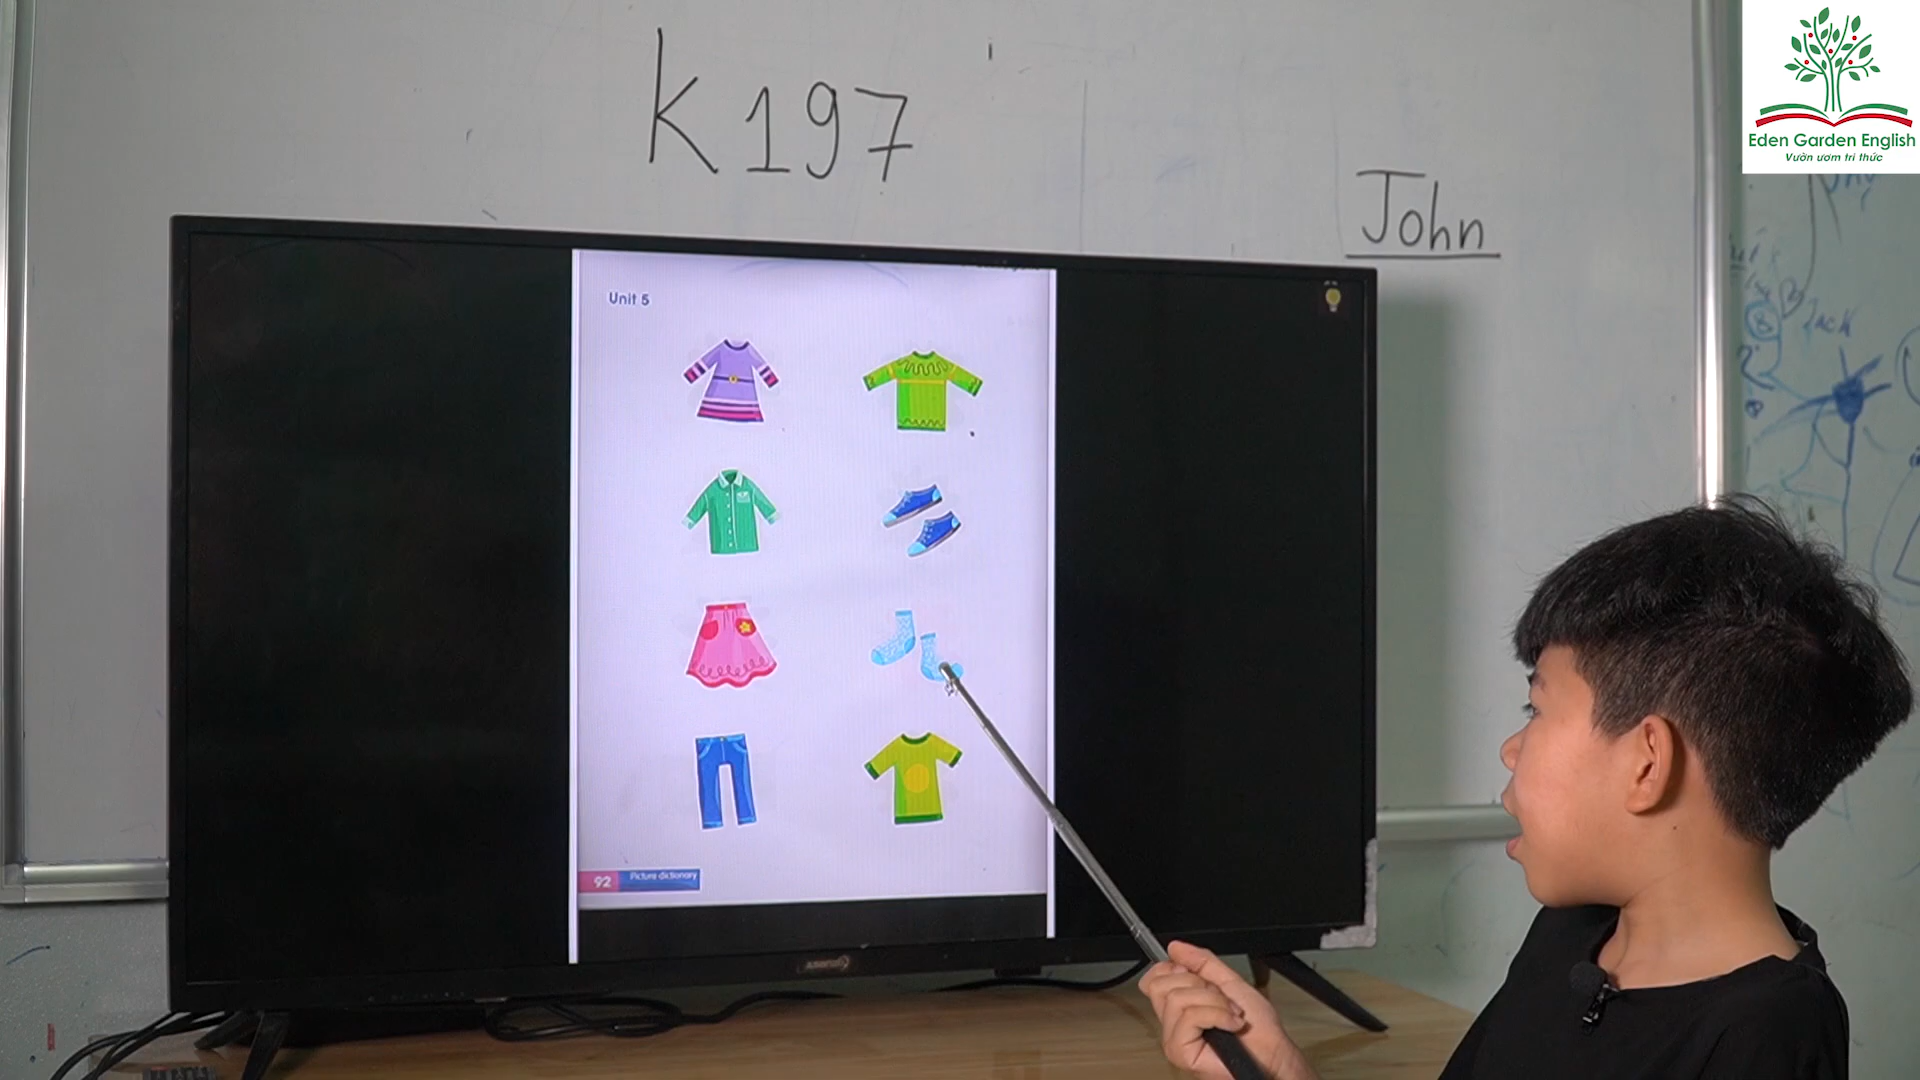 K197
John
Eden Garden English
Vườn ươm tri thức
Unit 5
92 Picture dictionary